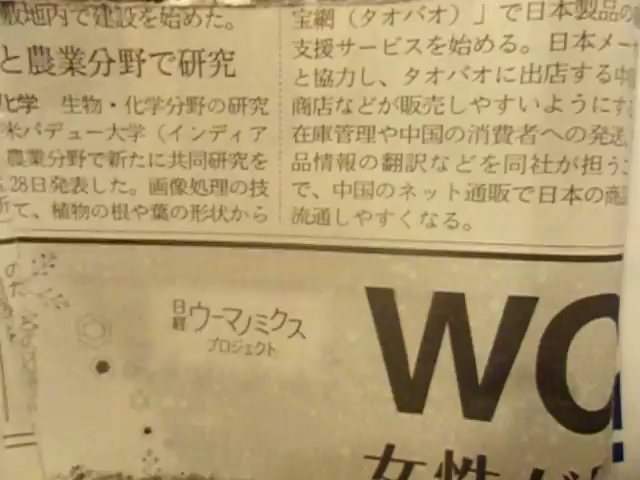 敷地内で建設を始めた。
と農業分野で研究
化学 生物・化学分野の研究
米パデュー大学（インディア
農業分野で新たに共同研究を
28日発表した。画像処理の技
て、植物の根や葉の形状から
宝網（タオバオ）」で日本製品の
支援サービスを始める。日本メー
と協力し、タオバオに出店する中
商店などが販売しやすいようにす
在庫管理や中国の消費者への発送
品情報の翻訳などを同社が担うこ
で、中国のネット通販で日本の商
流通しやすくなる。
日経ウーマノミクス
プロジェクト
WO
女性が